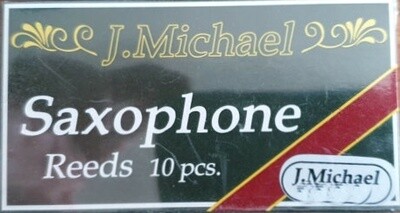 J.Michael
Saxophone
Reeds 10 pcs.
J.Michael